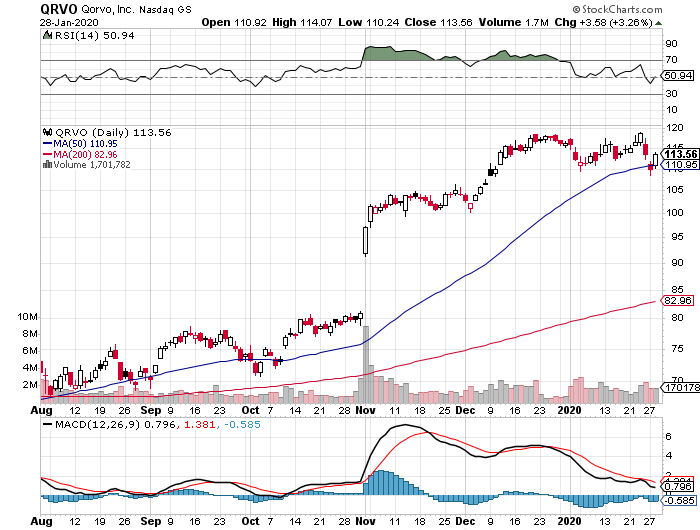 QRVO Qorvo, Inc. Nasdaq GS © StockCharts.com
28-Jan-2020 Open 110.92 High 114.07 Low 110.24 Close 113.56 Volume 1.7M Chg +3.58 (+3.26%)
RSI(14) 50.94
90
70
50.94
30
10
QRVO (Daily) 113.56
MA(50) 110.95
MA(200) 82.96
Volume 1,701,782
120
115
113.56
110.95
105
100
95
90
85
82.96
80
75
70
10M
8M
6M
4M
2M
170178
Aug 12 19 26 Sep 9 16 23 Oct 7 14 21 28 Nov 11 18 25 Dec 9 16 23 2020 13 21 27
MACD(12,26,9) 0.796, 1.381, -0.585
6
4
2
0.796
-0.585
Aug 12 19 26 Sep 9 16 23 Oct 7 14 21 28 Nov 11 18 25 Dec 9 16 23 2020 13 21 27